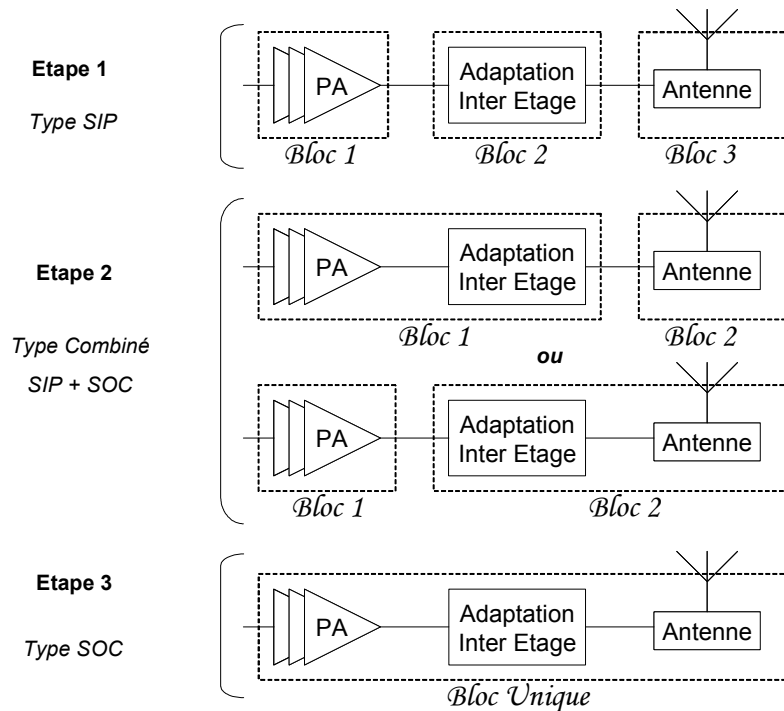 Etape 1
Type SIP
PA
Adaptation
Inter Etage
Antenne
Bloc 1
Bloc 2
Bloc 3
Etape 2
Type Combiné
SIP + SOC
PA
Adaptation
Inter Etage
Antenne
Bloc 1
Bloc 2
ou
PA
Adaptation
Inter Etage
Antenne
Bloc 1
Bloc 2
Etape 3
Type SOC
PA
Adaptation
Inter Etage
Antenne
Bloc Unique